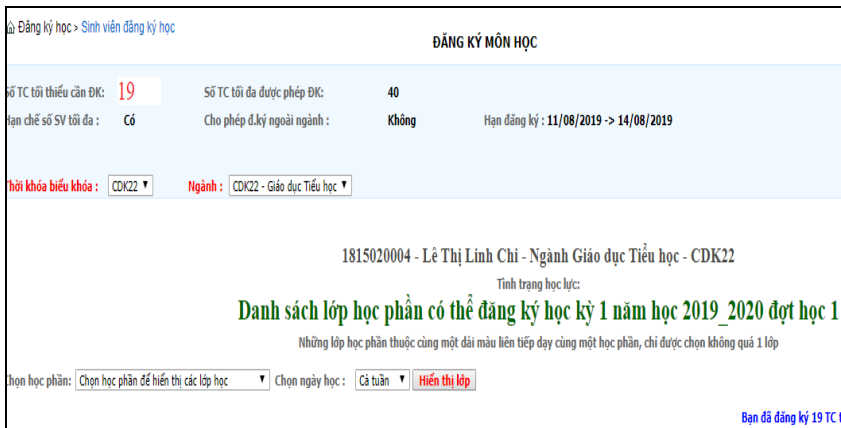 Đăng ký học > Sinh viên đăng ký học
ĐĂNG KÝ MÔN HỌC
Số TC tối thiểu cần ĐK: 19 Số TC tối đa được phép ĐK: 40
Hạn chế số SV tối đa : Có Cho phép đ.ký ngoài ngành : Không Hạn đăng ký : 11/08/2019 -> 14/08/2019
Thời khóa biểu khóa : CDK22 Ngành : CDK22 - Giáo dục Tiểu học
1815020004 - Lê Thị Linh Chi - Ngành Giáo dục Tiểu học - CDK22
Tình trạng học lực:
Danh sách lớp học phần có thể đăng ký học kỳ 1 năm học 2019_2020 đợt học 1
Những lớp học phần thuộc cùng một dải màu liên tiếp dạy cùng một học phần, chỉ được chọn không quá 1 lớp
Chọn học phần: Chọn học phần để hiển thị các lớp học Chọn ngày học : Cả tuần Hiển thị lớp
Bạn đã đăng ký 19 TC t